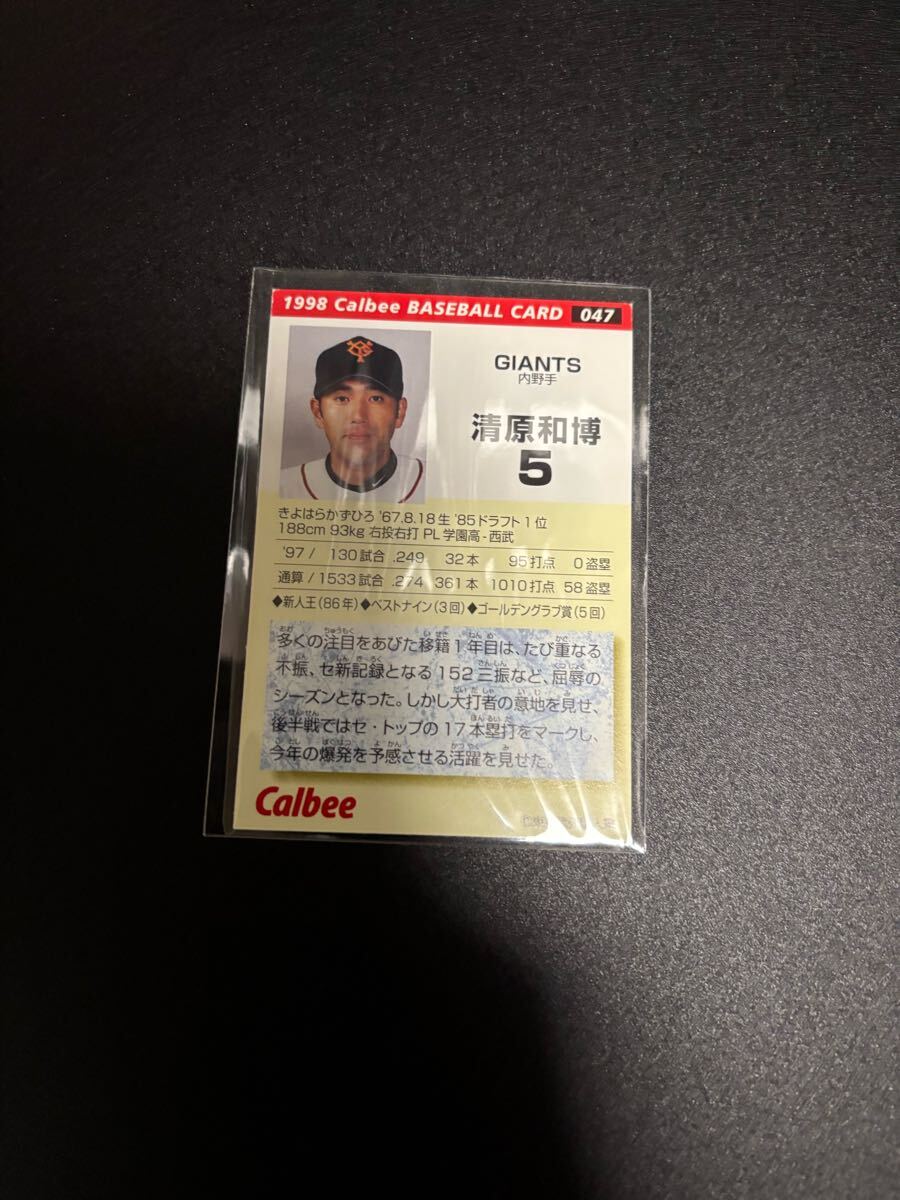 1998 Calbee BASEBALL CARD 047
GIANTS
内野手
清原和博
5
きよはらかずひろ '67.8.18生 '85ドラフト1位
188cm 93kg 右投右打 PL学園高-西武
'97/ 130試合 .249 32本 95打点 0盗塁
通算/1533試合 .274 361本 1010打点 58盗塁
◆新人王(86年)◆ベストナイン(3回)◆ゴールデングラブ賞(5回)
多くの注目をあびた移籍1年目は、たび重なる
不振、セ新記録となる152三振など、屈辱の
シーズンとなった。しかし大打者の意地を見せ、
後半戦ではセ・トップの17本塁打をマークし、
今年の爆発を予感させる活躍を見せた。
Calbee